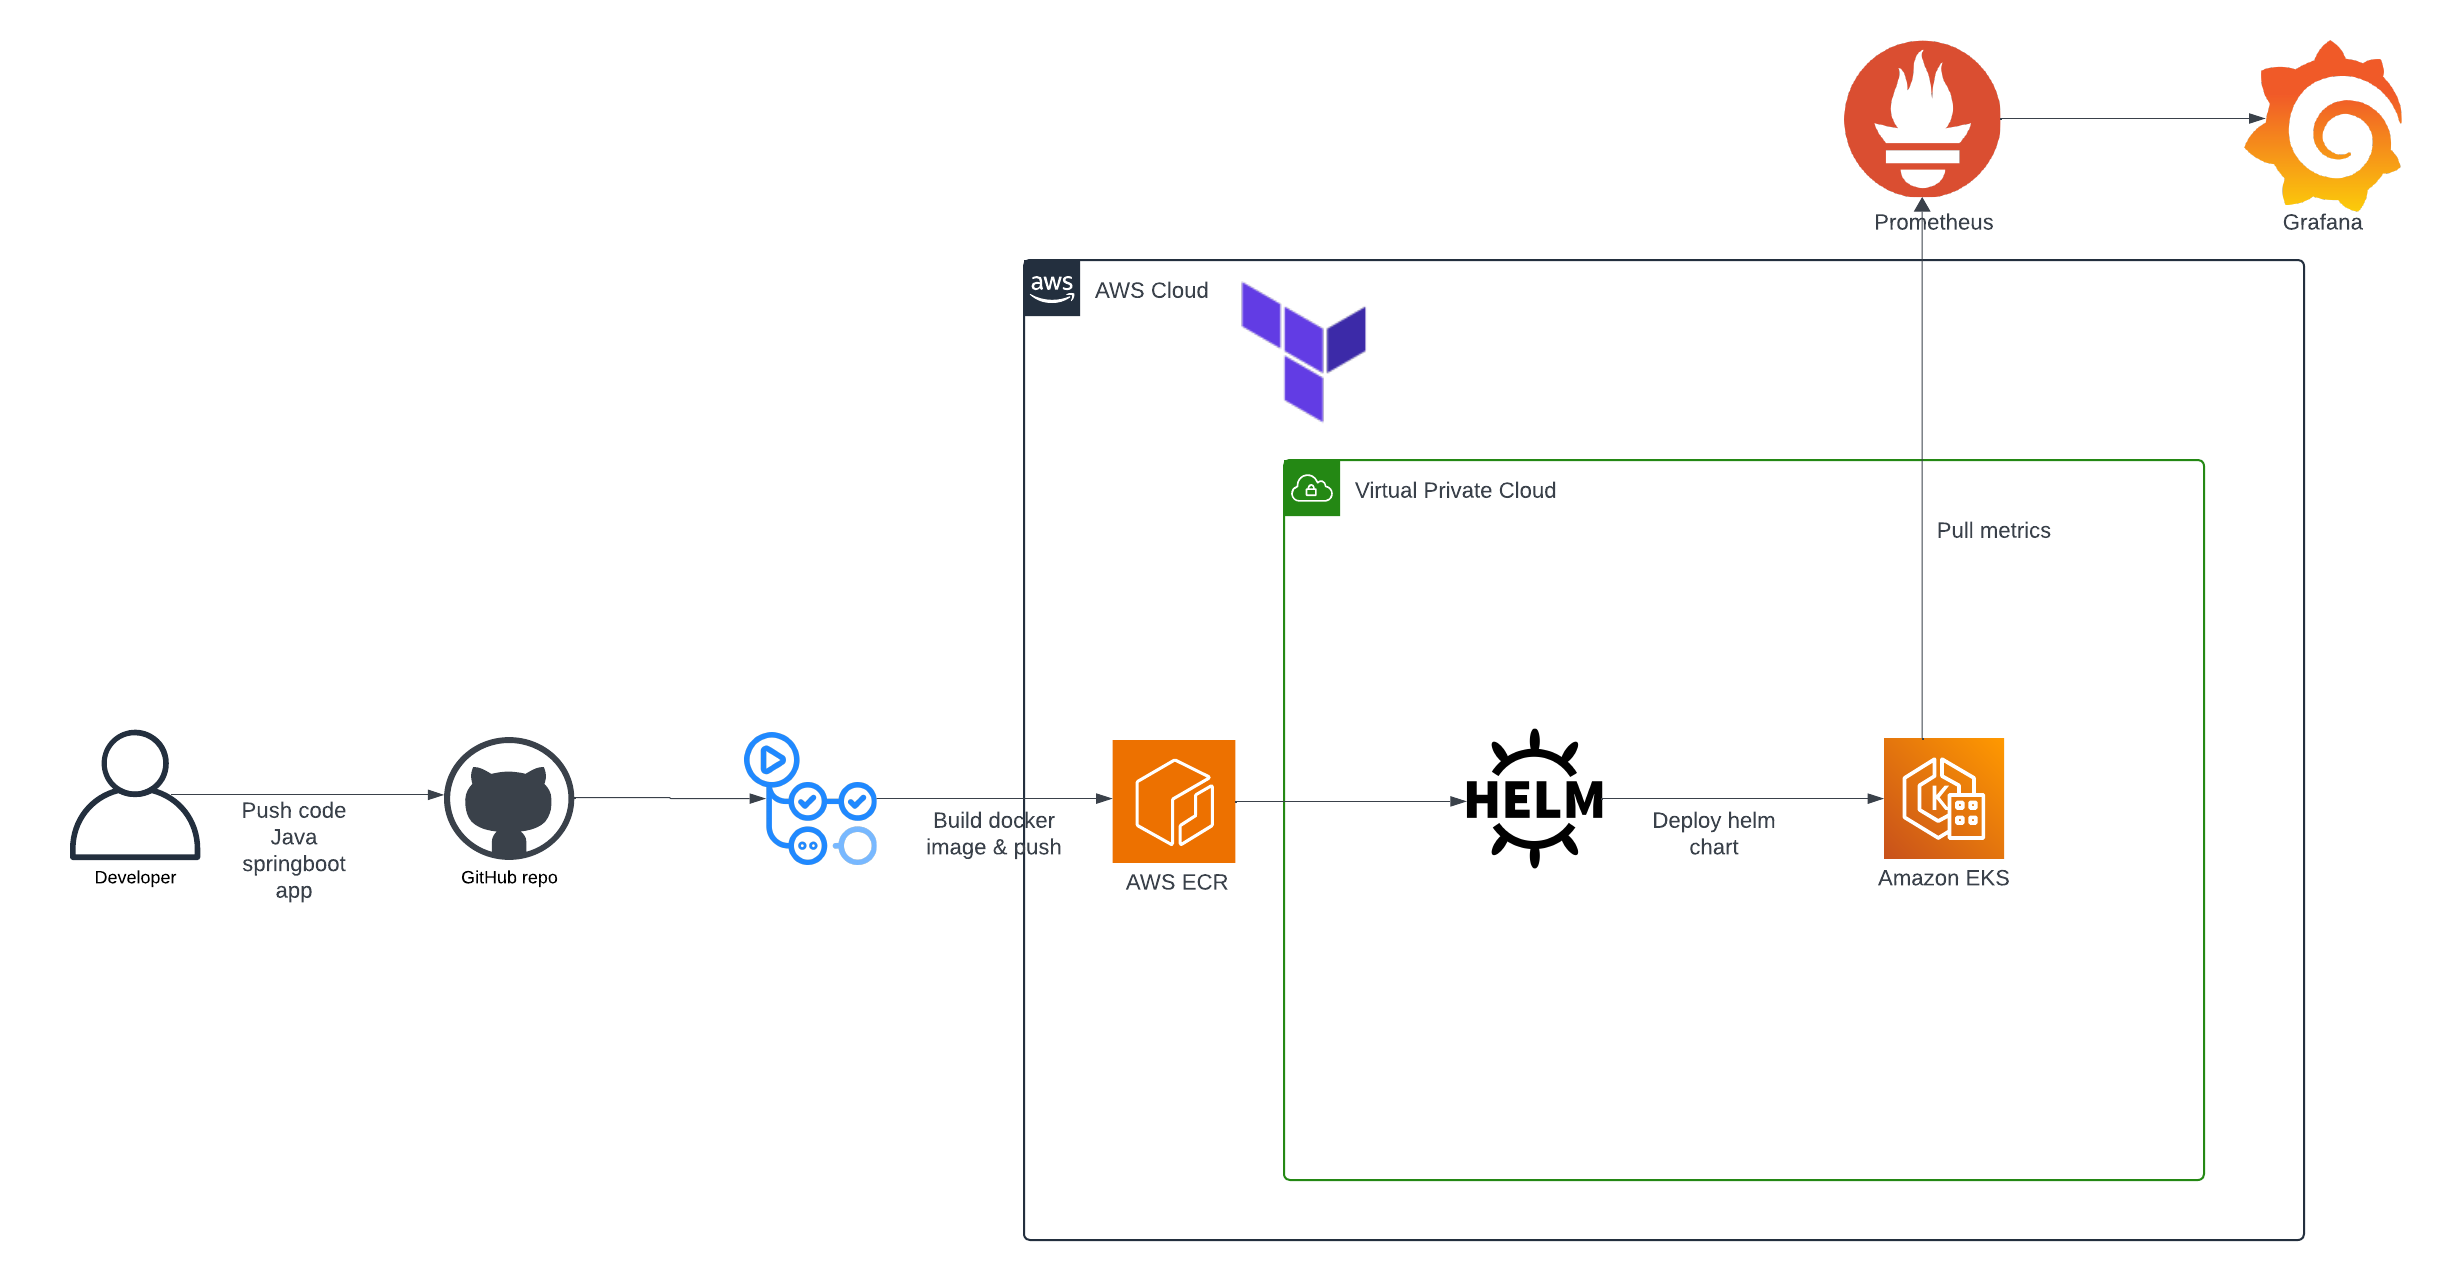 Prometheus
Grafana
aws
AWS Cloud
Virtual Private Cloud
Pull metrics
Push code
Java
springboot
app
Developer
GitHub repo
Build docker
image & push
AWS ECR
HELM
Deploy helm
chart
K
Amazon EKS